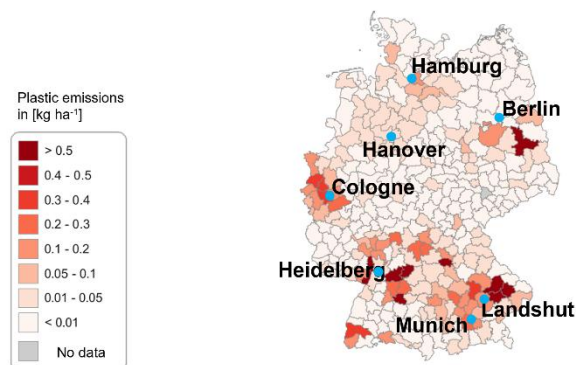 Hamburg
Berlin
Hanover
Cologne
Heidelberg
Landshut
Munich
Plastic emissions
in [kg ha⁻¹]
> 0.5
0.4 - 0.5
0.3 - 0.4
0.2 - 0.3
0.1 - 0.2
0.05 - 0.1
0.01 - 0.05
< 0.01
No data